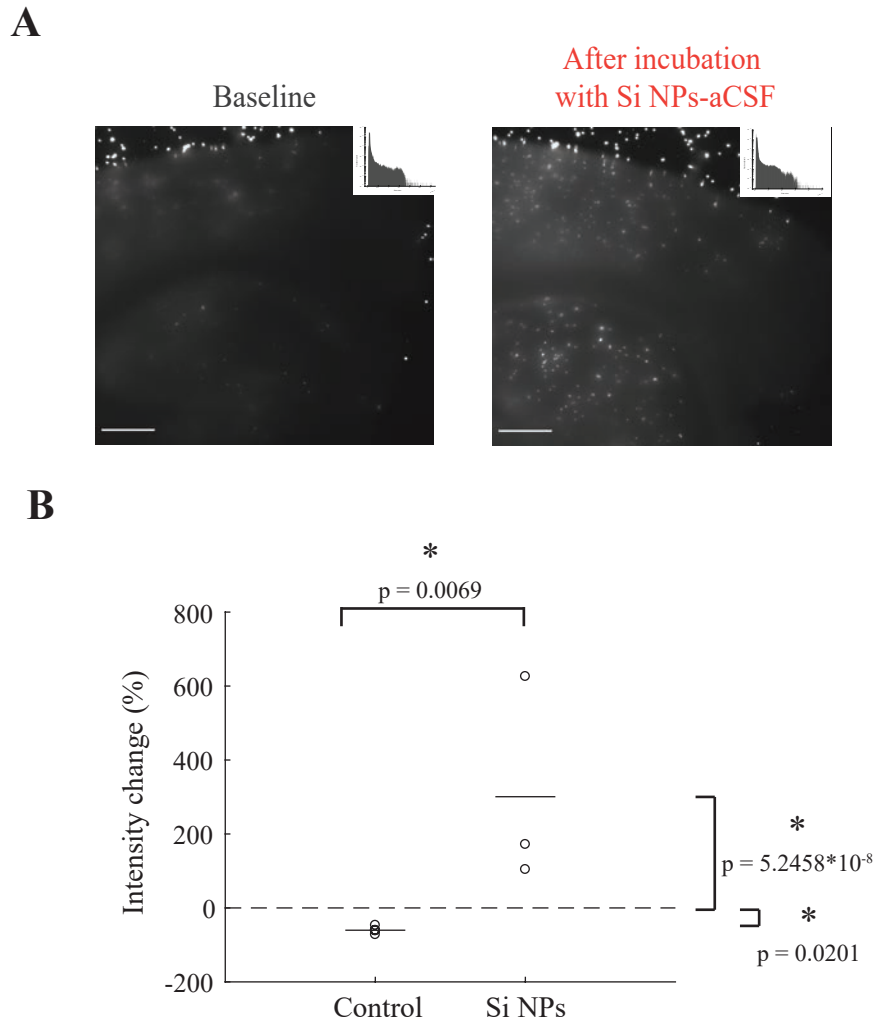 A
Baseline
After incubation
with Si NPs-aCSF
B
*
p = 0.0069
800
600
400
200
0
-200
Intensity change (%)
Control
Si NPs
*
p = 5.2458*10-8
*
p = 0.0201